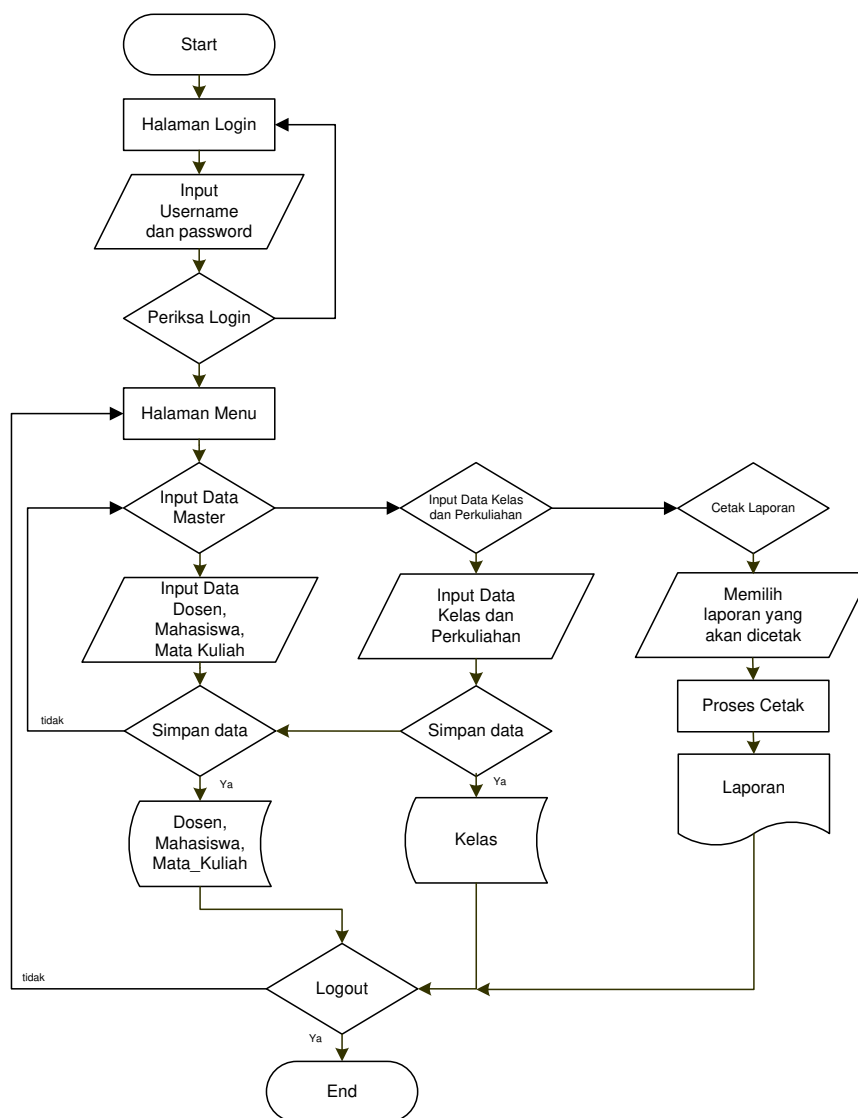 Start
Halaman Login
Input
Username
dan password
Periksa Login
Halaman Menu
Input Data
Master
Input Data Kelas
dan Perkuliahan
Cetak Laporan
Input Data
Dosen,
Mahasiswa,
Mata Kuliah
Input Data
Kelas dan
Perkuliahan
Memilih
laporan yang
akan dicetak
tidak
Simpan data
Simpan data
Proses Cetak
Ya
Ya
Laporan
Dosen,
Mahasiswa,
Mata_Kuliah
Kelas
tidak
Logout
Ya
End